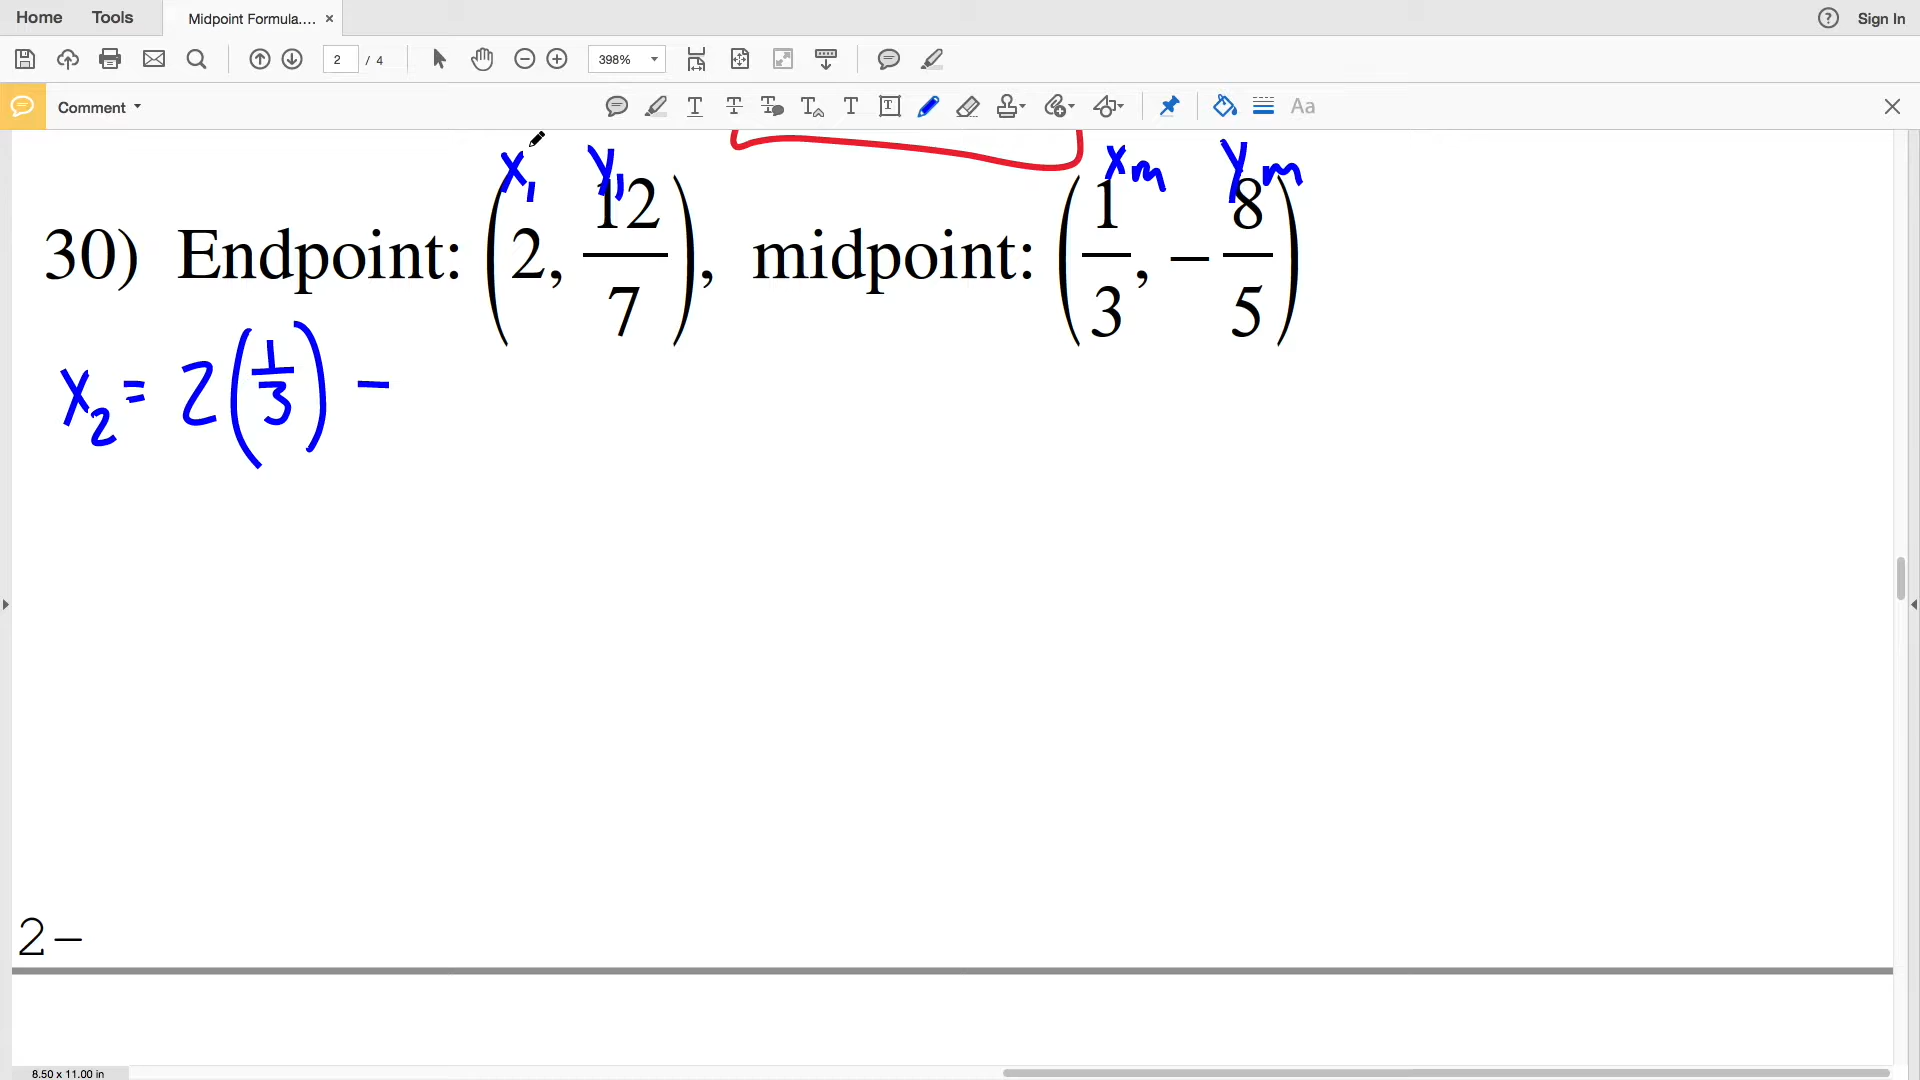 Home Tools Midpoint Formula.... × Sign In
2 / 4 398%
Comment Aa
x₁ y₁ xₘ yₘ
30) Endpoint: (2, 12/7), midpoint: (1/3, −8/5)
x₂ = 2(1/3) −
2-
8.50 x 11.00 in